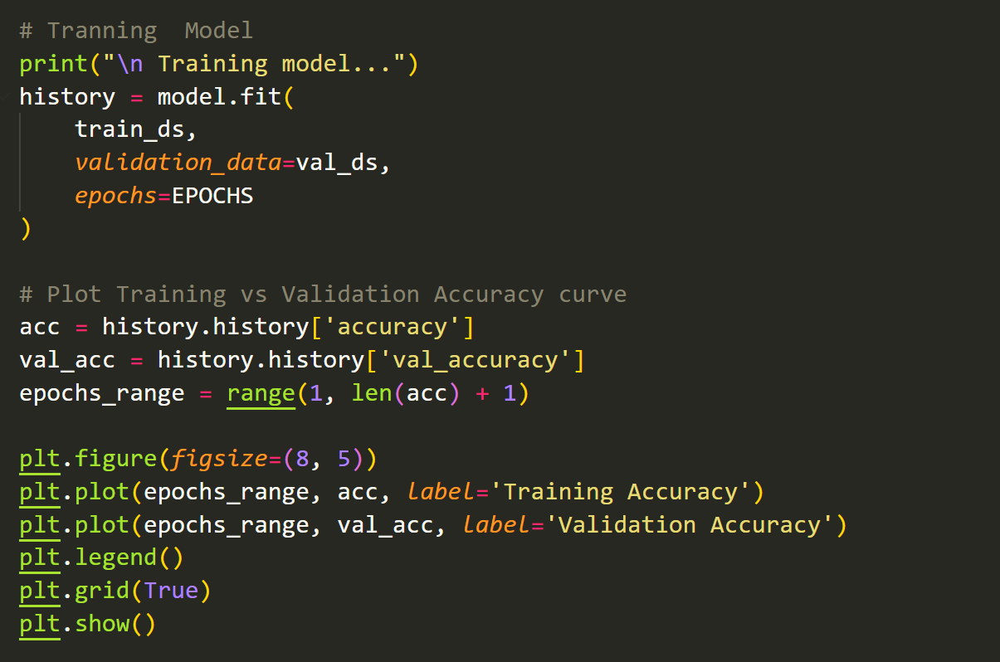 # Tranning  Model
print("\n Training model...")
history = model.fit(
    train_ds,
    validation_data=val_ds,
    epochs=EPOCHS
)

# Plot Training vs Validation Accuracy curve
acc = history.history['accuracy']
val_acc = history.history['val_accuracy']
epochs_range = range(1, len(acc) + 1)

plt.figure(figsize=(8, 5))
plt.plot(epochs_range, acc, label='Training Accuracy')
plt.plot(epochs_range, val_acc, label='Validation Accuracy')
plt.legend()
plt.grid(True)
plt.show()